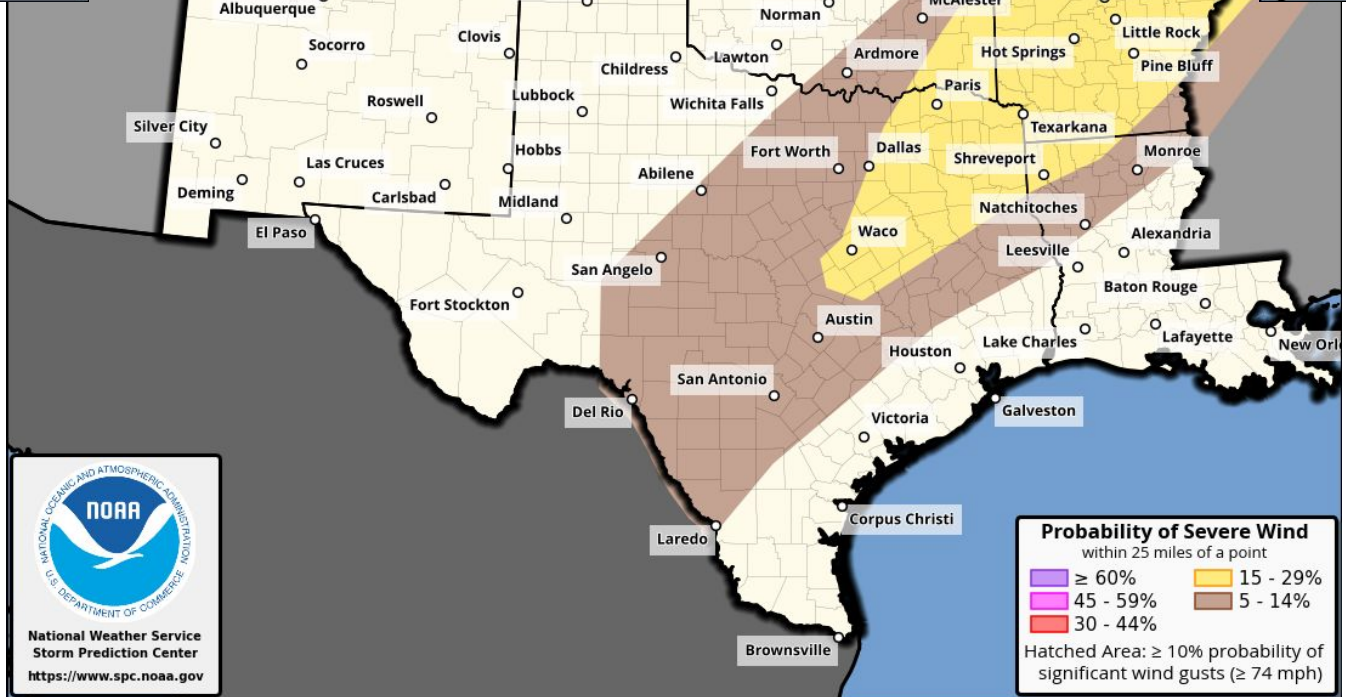 Albuquerque
Norman
McAlester
Little Rock
Socorro
Clovis
Lawton
Ardmore
Hot Springs
Childress
Pine Bluff
Roswell
Lubbock
Wichita Falls
Paris
Silver City
Texarkana
Hobbs
Fort Worth
Dallas
Shreveport
Monroe
Las Cruces
Abilene
Deming
Carlsbad
Midland
Natchitoches
El Paso
Waco
Alexandria
San Angelo
Leesville
Fort Stockton
Baton Rouge
Austin
Houston
Lake Charles
Lafayette
New Orl
San Antonio
Del Rio
Victoria
Galveston
Corpus Christi
Laredo
Brownsville
NATIONAL OCEANIC AND ATMOSPHERIC ADMINISTRATION
NOAA
U.S. DEPARTMENT OF COMMERCE
National Weather Service
Storm Prediction Center
https://www.spc.noaa.gov
Probability of Severe Wind
within 25 miles of a point
≥ 60%
15 - 29%
45 - 59%
5 - 14%
30 - 44%
Hatched Area: ≥ 10% probability of
significant wind gusts (≥ 74 mph)